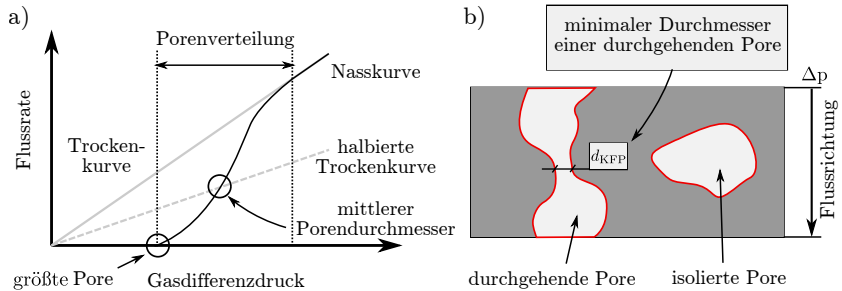 a)
Porenverteilung
Nasskurve
Flussrate
Trocken-
kurve
halbierte
Trockenkurve
mittlerer
Porendurchmesser
größte Pore
Gasdifferenzdruck
b)
minimaler Durchmesser
einer durchgehenden Pore
Δp
d_KFP
Flussrichtung
durchgehende Pore
isolierte Pore